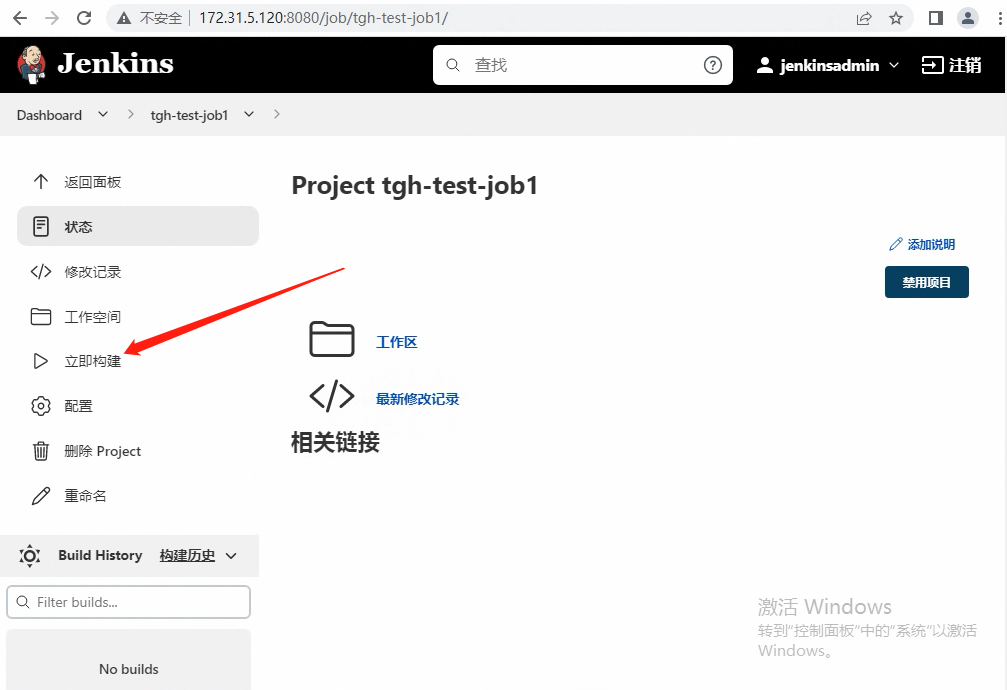 不安全 172.31.5.120:8080/job/tgh-test-job1/
Jenkins 查找 jenkinsadmin 注销
Dashboard tgh-test-job1
返回面板
状态
修改记录
工作空间
立即构建
配置
删除 Project
重命名
Build History 构建历史
Filter builds...
No builds
Project tgh-test-job1
添加说明
禁用项目
工作区
最新修改记录
相关链接
激活 Windows
转到"控制面板"中的"系统"以激活
Windows。